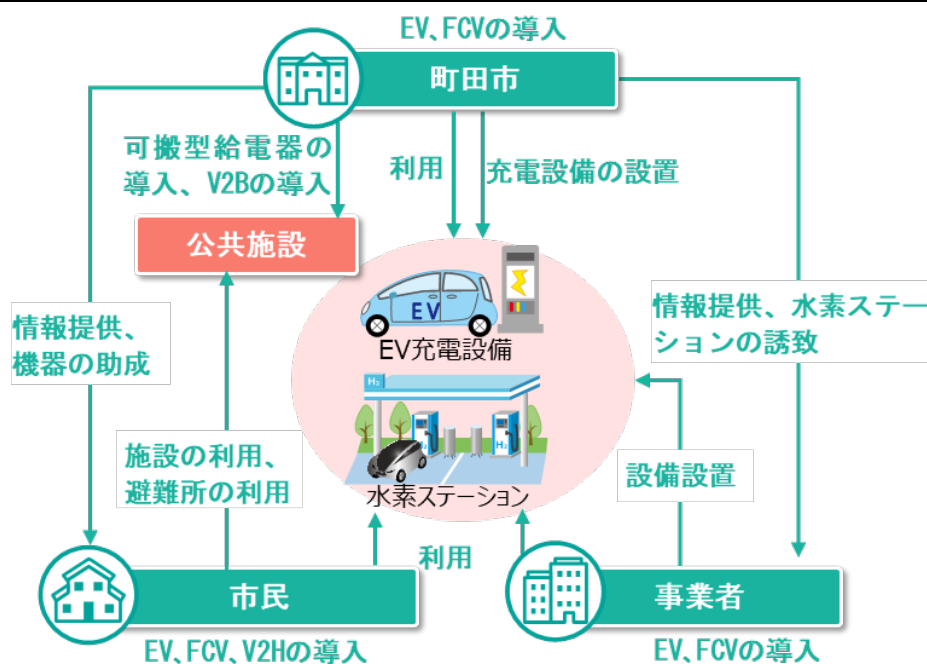 EV、FCVの導入
町田市
可搬型給電器の
導入、V2Bの導入
利用
充電設備の設置
公共施設
EV
EV充電設備
情報提供、
機器の助成
情報提供、水素ステー
ションの誘致
H2
H2
H2
施設の利用、
避難所の利用
設備設置
水素ステーション
利用
市民
事業者
EV、FCV、V2Hの導入
EV、FCVの導入